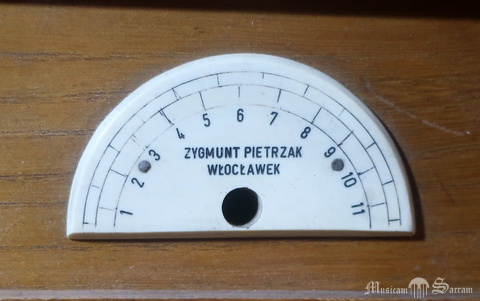 1 2 3 4 5 6 7 8 9 10 11
ZYGMUNT PIETRZAK
WŁOCŁAWEK
Musicam Sacram